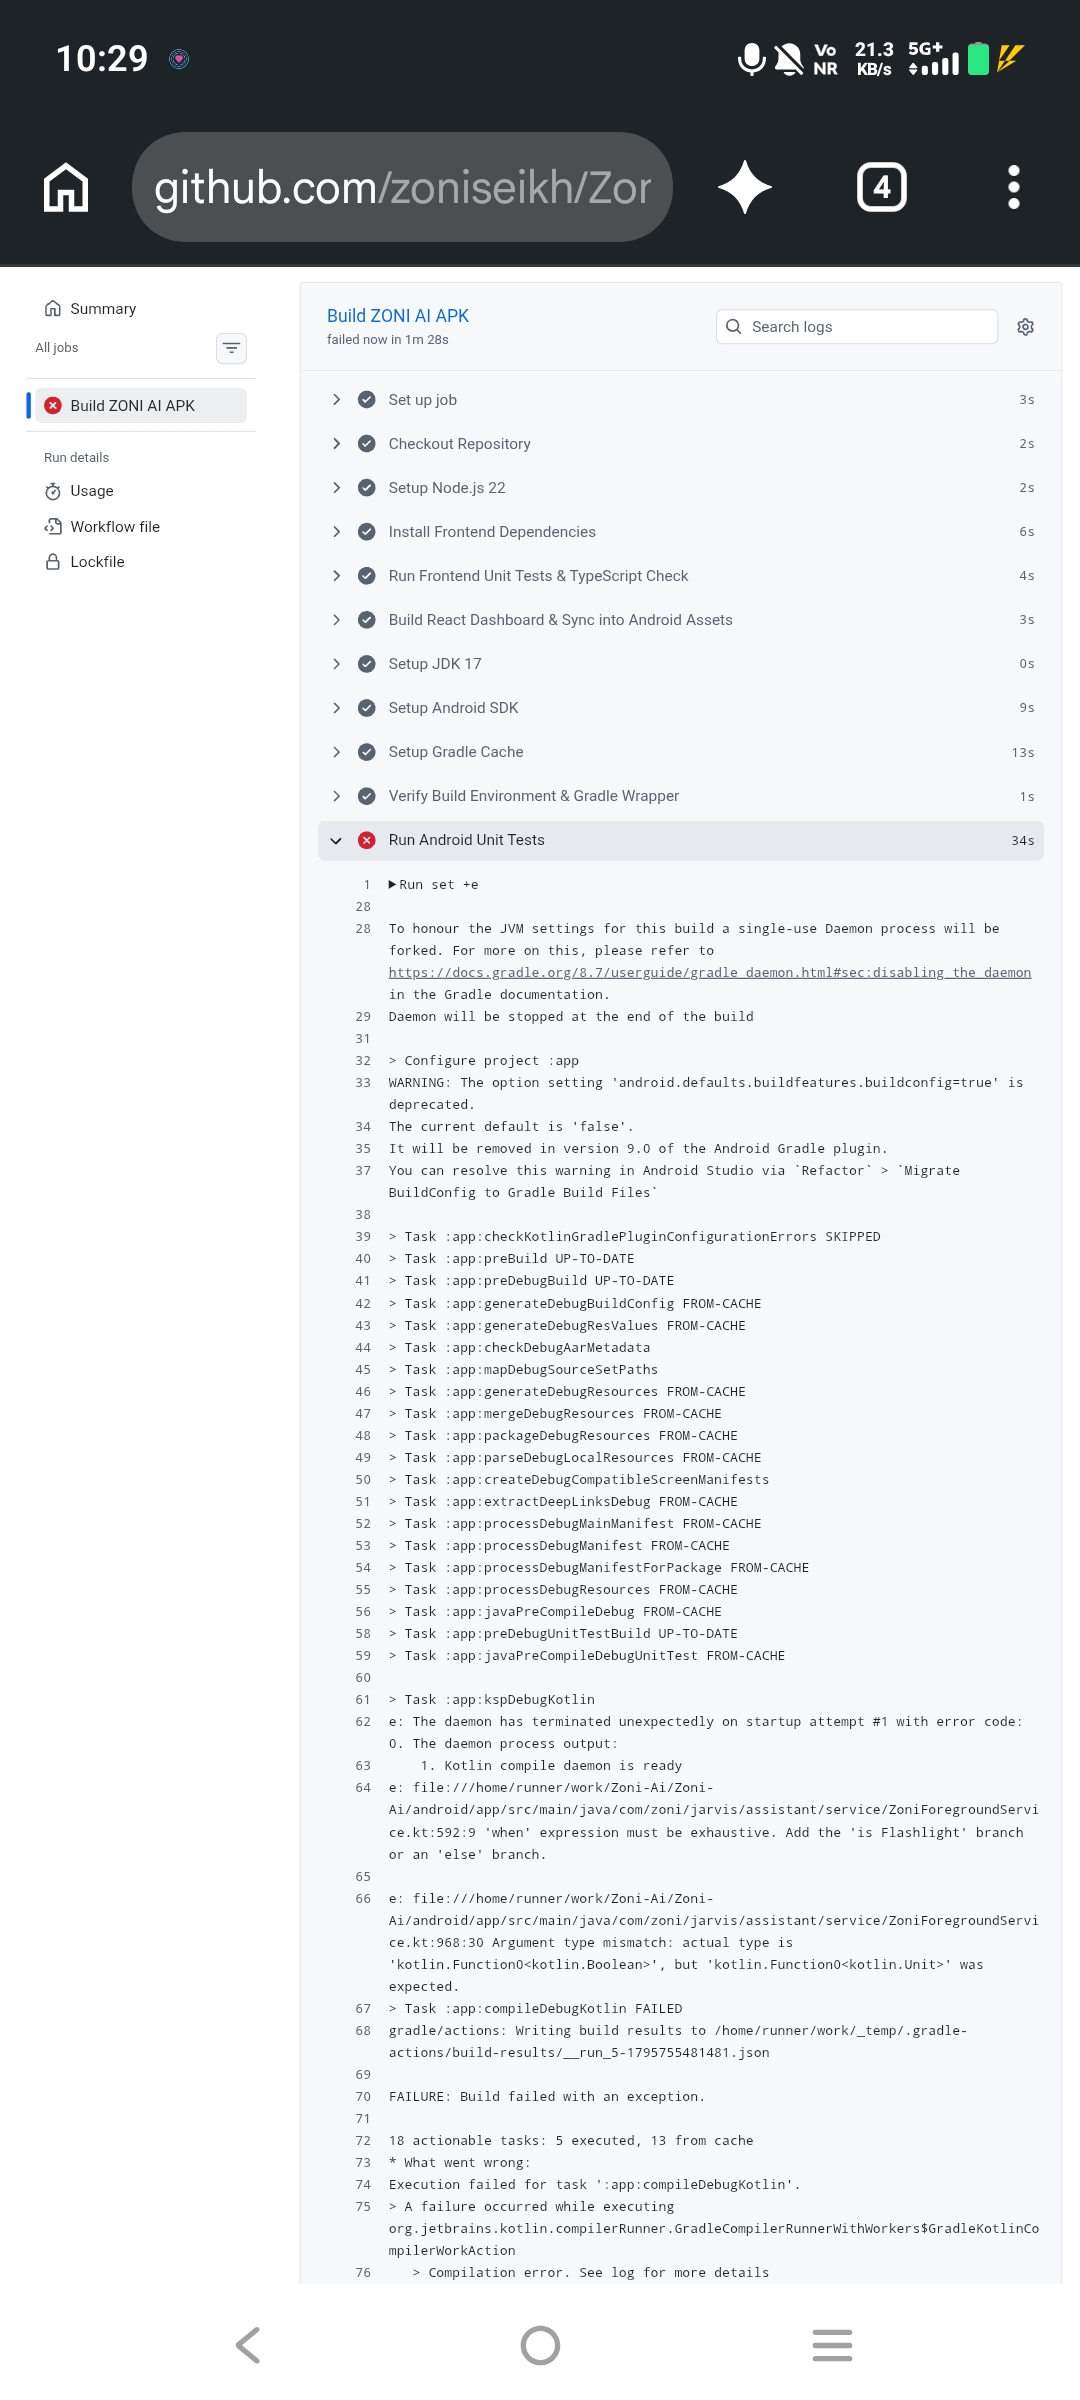 10:29
Vo NR
21.3 KB/s
5G+
github.com/zoniseikh/Zor
4
Summary
All jobs
Build ZONI AI APK
Run details
Usage
Workflow file
Lockfile
Build ZONI AI APK
failed now in 1m 28s
Search logs
Set up job 3s
Checkout Repository 2s
Setup Node.js 22 2s
Install Frontend Dependencies 6s
Run Frontend Unit Tests & TypeScript Check 4s
Build React Dashboard & Sync into Android Assets 3s
Setup JDK 17 0s
Setup Android SDK 9s
Setup Gradle Cache 13s
Verify Build Environment & Gradle Wrapper 1s
Run Android Unit Tests 34s
1 Run set +e
28
28 To honour the JVM settings for this build a single-use Daemon process will be
forked. For more on this, please refer to
https://docs.gradle.org/8.7/userguide/gradle_daemon.html#sec:disabling_the_daemon
in the Gradle documentation.
29 Daemon will be stopped at the end of the build
31
32 > Configure project :app
33 WARNING: The option setting 'android.defaults.buildfeatures.buildconfig=true' is
deprecated.
34 The current default is 'false'.
35 It will be removed in version 9.0 of the Android Gradle plugin.
37 You can resolve this warning in Android Studio via `Refactor` > `Migrate
BuildConfig to Gradle Build Files`
38
39 > Task :app:checkKotlinGradlePluginConfigurationErrors SKIPPED
40 > Task :app:preBuild UP-TO-DATE
41 > Task :app:preDebugBuild UP-TO-DATE
42 > Task :app:generateDebugBuildConfig FROM-CACHE
43 > Task :app:generateDebugResValues FROM-CACHE
44 > Task :app:checkDebugAarMetadata
45 > Task :app:mapDebugSourceSetPaths
46 > Task :app:generateDebugResources FROM-CACHE
47 > Task :app:mergeDebugResources FROM-CACHE
48 > Task :app:packageDebugResources FROM-CACHE
49 > Task :app:parseDebugLocalResources FROM-CACHE
50 > Task :app:createDebugCompatibleScreenManifests
51 > Task :app:extractDeepLinksDebug FROM-CACHE
52 > Task :app:processDebugMainManifest FROM-CACHE
53 > Task :app:processDebugManifest FROM-CACHE
54 > Task :app:processDebugManifestForPackage FROM-CACHE
55 > Task :app:processDebugResources FROM-CACHE
56 > Task :app:javaPreCompileDebug FROM-CACHE
58 > Task :app:preDebugUnitTestBuild UP-TO-DATE
59 > Task :app:javaPreCompileDebugUnitTest FROM-CACHE
60
61 > Task :app:kspDebugKotlin
62 e: The daemon has terminated unexpectedly on startup attempt #1 with error code:
0. The daemon process output:
63 1. Kotlin compile daemon is ready
64 e: file:///home/runner/work/Zoni-Ai/Zoni-
Ai/android/app/src/main/java/com/zoni/jarvis/assistant/service/ZoniForegroundServi
ce.kt:592:9 'when' expression must be exhaustive. Add the 'is Flashlight' branch
or an 'else' branch.
65
66 e: file:///home/runner/work/Zoni-Ai/Zoni-
Ai/android/app/src/main/java/com/zoni/jarvis/assistant/service/ZoniForegroundServi
ce.kt:968:30 Argument type mismatch: actual type is
'kotlin.Function0<kotlin.Boolean>', but 'kotlin.Function0<kotlin.Unit>' was
expected.
67 > Task :app:compileDebugKotlin FAILED
68 gradle/actions: Writing build results to /home/runner/work/_temp/.gradle-
actions/build-results/__run_5-1795755481481.json
69
70 FAILURE: Build failed with an exception.
71
72 18 actionable tasks: 5 executed, 13 from cache
73 * What went wrong:
74 Execution failed for task ':app:compileDebugKotlin'.
75 > A failure occurred while executing
org.jetbrains.kotlin.compilerRunner.GradleCompilerRunnerWithWorkers$GradleKotlinCo
mpilerWorkAction
76 > Compilation error. See log for more details